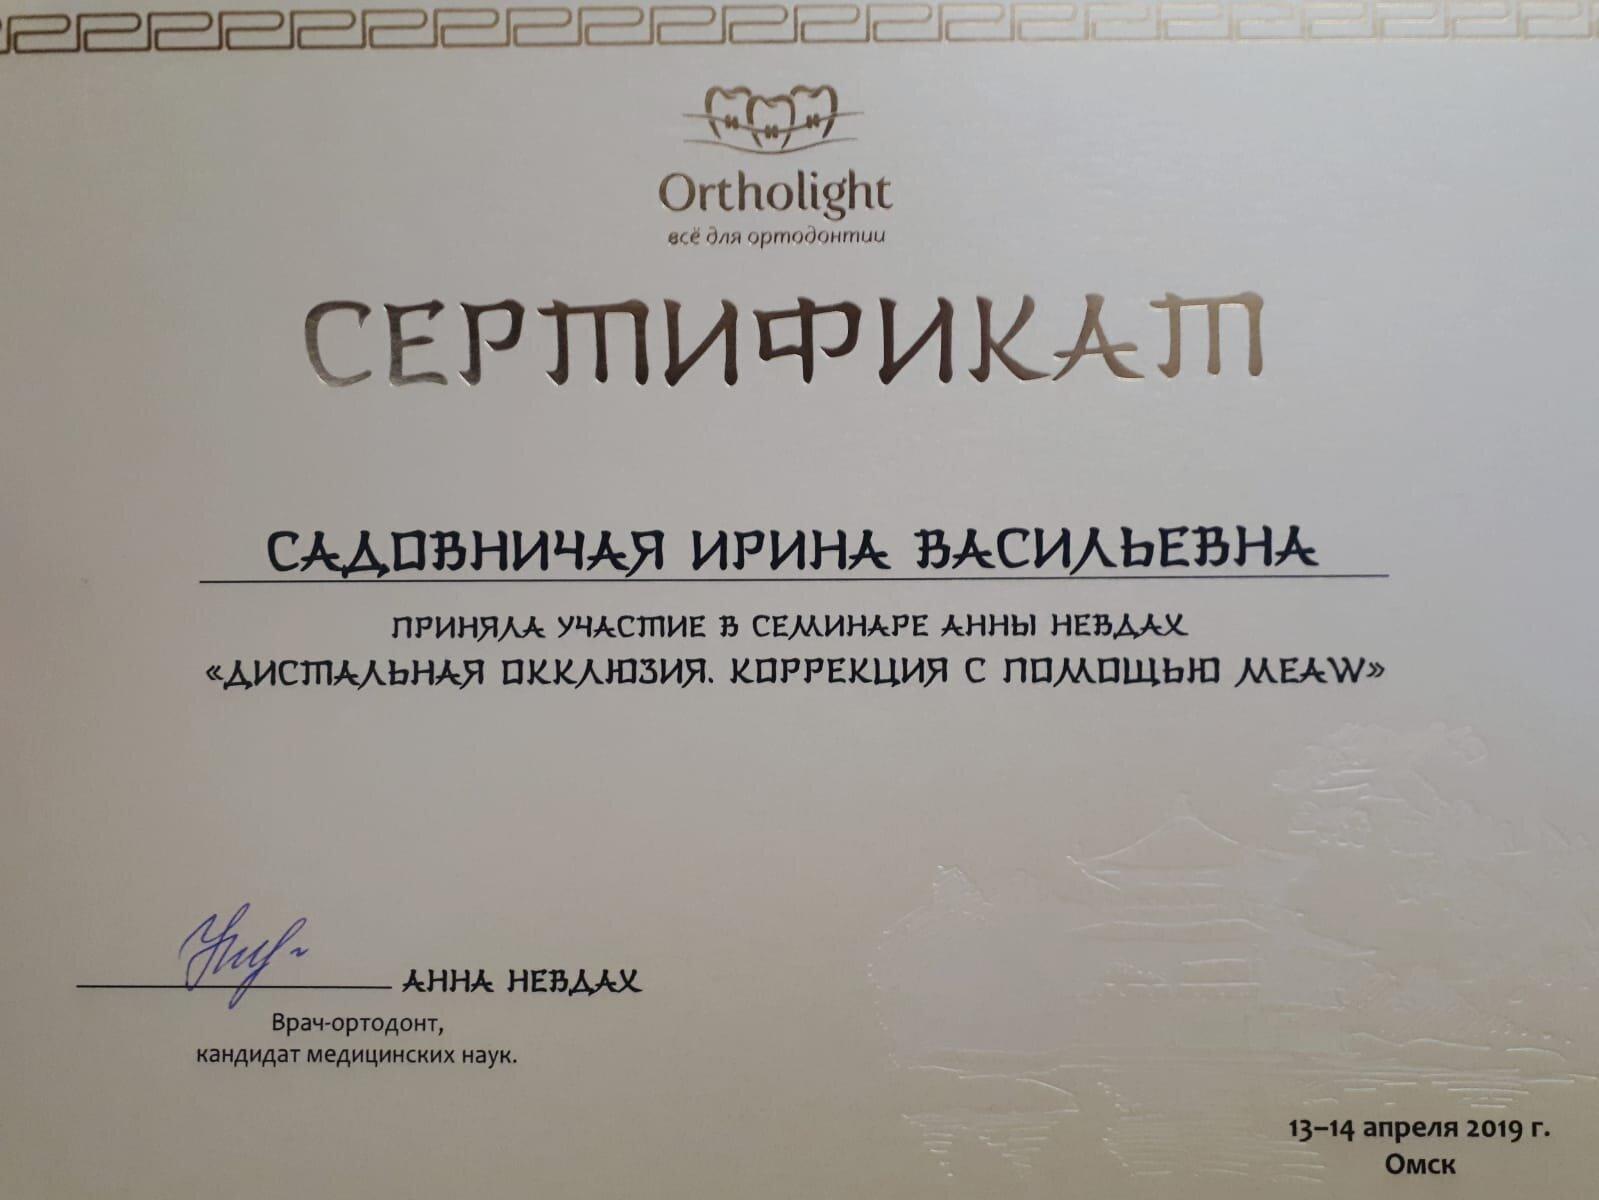 Ortholight
всё для ортодонтии
СЕРТИФИКАТ
САДОВНИЧАЯ ИРИНА ВАСИЛЬЕВНА
ПРИНЯЛА УЧАСТИЕ В СЕМИНАРЕ АННЫ НЕВДАХ
«ДИСТАЛЬНАЯ ОККЛЮЗИЯ. КОРРЕКЦИЯ С ПОМОЩЬЮ MEAW»
АННА НЕВДАХ
Врач-ортодонт,
кандидат медицинских наук.
13–14 апреля 2019 г.
Омск